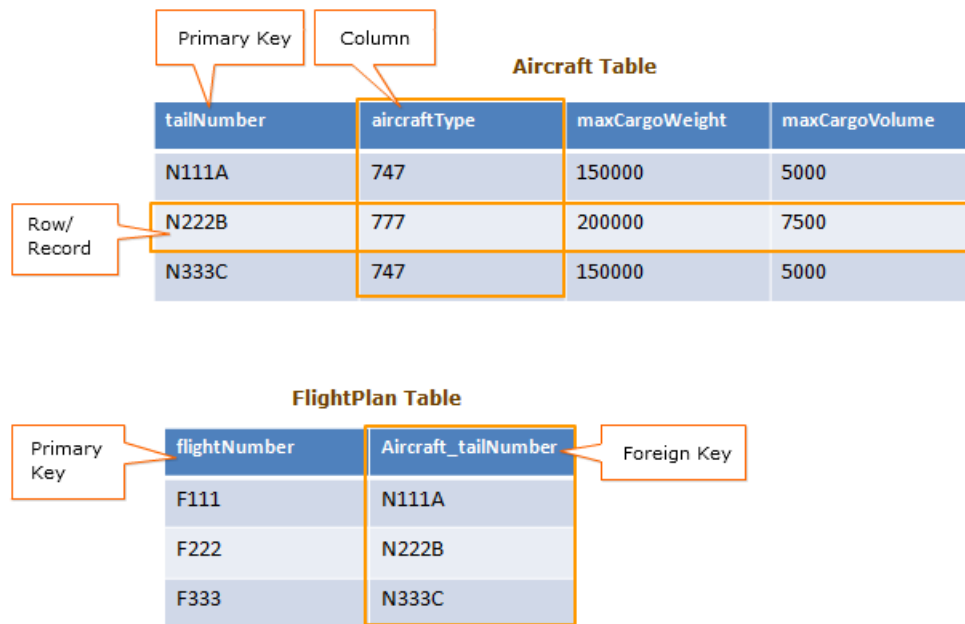 Primary Key
Column
Aircraft Table
tailNumber aircraftType maxCargoWeight maxCargoVolume
N111A 747 150000 5000
Row/
Record
N222B 777 200000 7500
N333C 747 150000 5000
FlightPlan Table
Primary
Key
flightNumber Aircraft_tailNumber
Foreign Key
F111 N111A
F222 N222B
F333 N333C